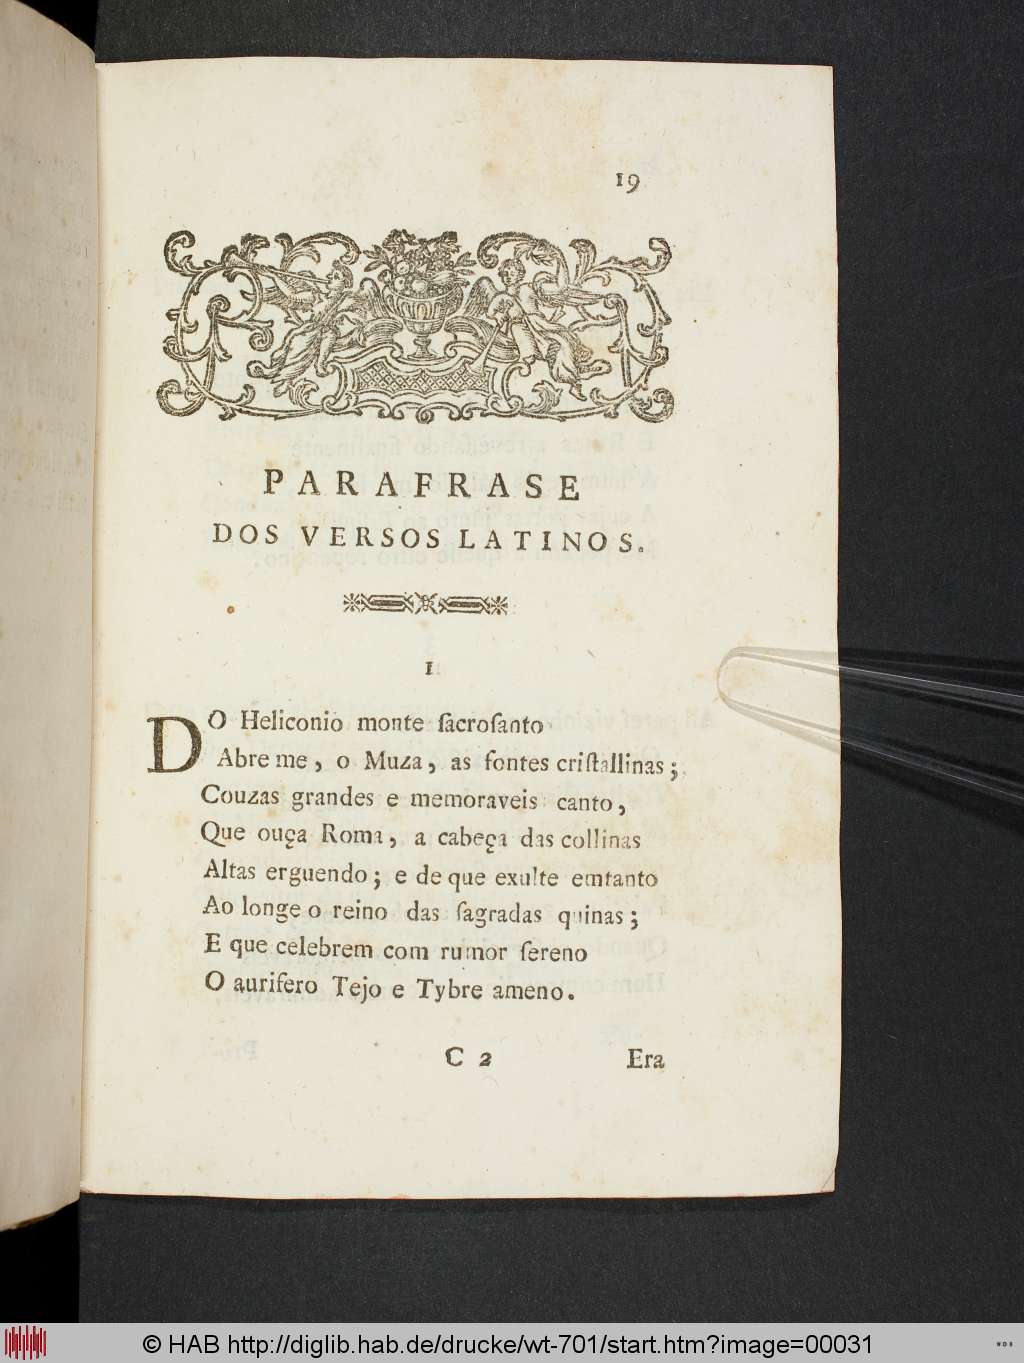 19
PARAFRASE
DOS VERSOS LATINOS.
I
DO Heliconio monte ſacroſanto
Abre me, o Muza, as fontes criſtallinas;
Couzas grandes e memoraveis canto,
Que ouça Roma, a cabeça das collinas
Altas erguendo; e de que exulte emtanto
Ao longe o reino das ſagradas quinas;
E que celebrem com rumor ſereno
O aurifero Tejo e Tybre ameno.
C 2 Era
© HAB http://diglib.hab.de/drucke/wt-701/start.htm?image=00031